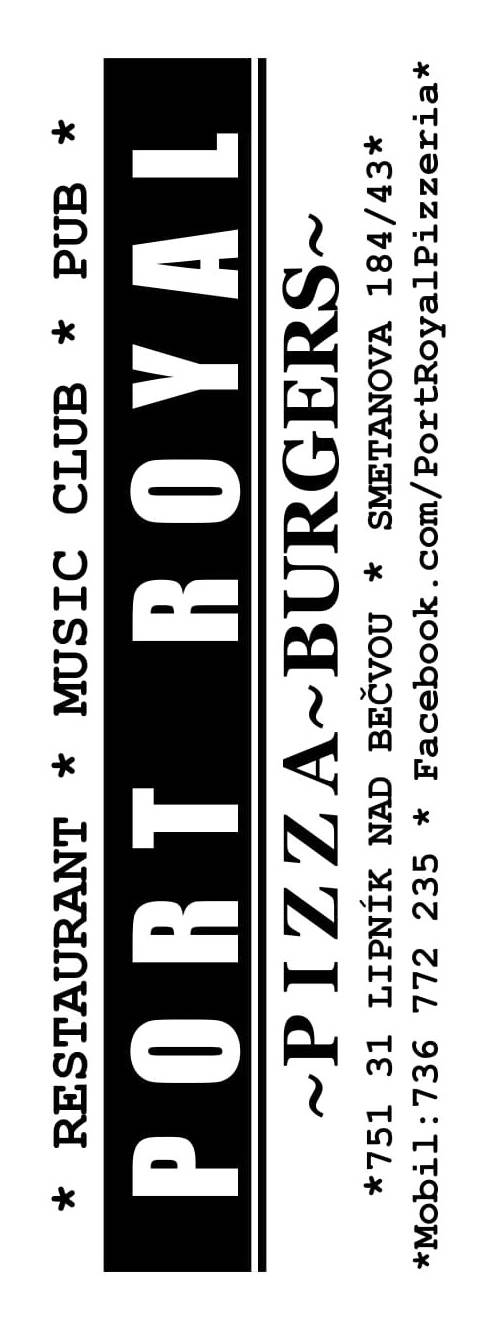 * RESTAURANT * MUSIC CLUB * PUB *
PORT ROYAL
~PIZZA~BURGERS~
*751 31 LIPNÍK NAD BEČVOU * SMETANOVA 184/43*
*Mobil:736 772 235 * Facebook.com/PortRoyalPizzeria*